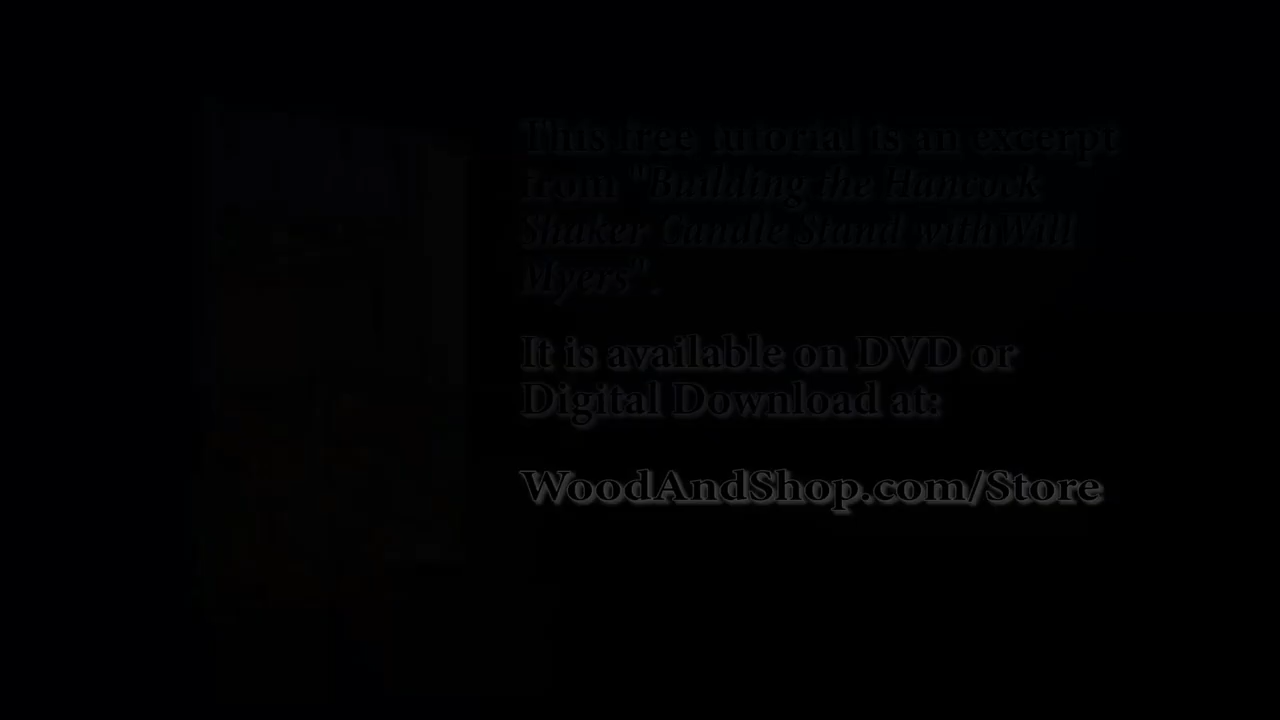 This free tutorial is an excerpt
from "Building the Hancock
Shaker Candle Stand with Will
Myers".
It is available on DVD or
Digital Download at:
WoodAndShop.com/Store